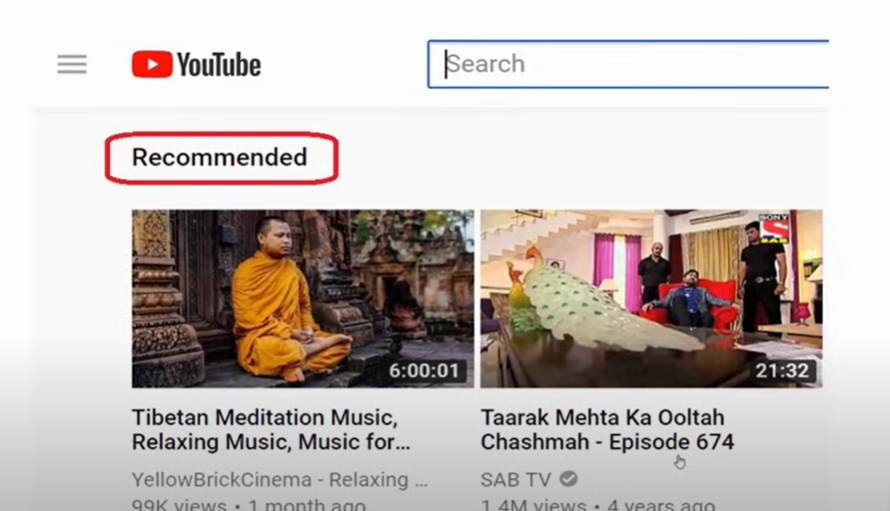 YouTube
Search
Recommended
SONY
SAB
6:00:01
21:32
Tibetan Meditation Music,
Relaxing Music, Music for...
YellowBrickCinema - Relaxing ...
99K views • 1 month ago
Taarak Mehta Ka Ooltah
Chashmah - Episode 674
SAB TV
1.4M views • 4 years ago